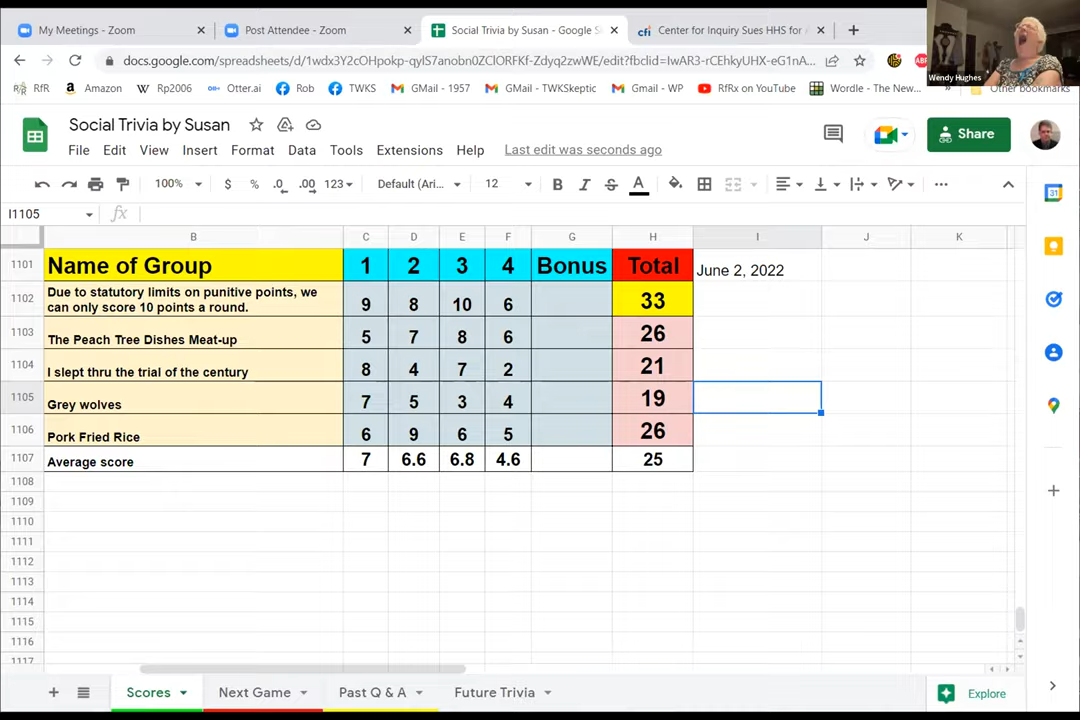 My Meetings - Zoom
Post Attendee - Zoom
Social Trivia by Susan - Google S
Center for Inquiry Sues HHS for
docs.google.com/spreadsheets/d/1wdx3Y2cOHpokp-qylS7anobn0ZClORFKf-Zdyq2zwWE/edit?fbclid=IwAR3-rCEhkyUHX-eG1nA...
Wendy Hughes
RfR Amazon Rp2006 Otter.ai Rob TWKS GMail - 1957 GMail - TWKSkeptic Gmail - WP RfRx on YouTube Wordle - The New... Other bookmarks
Social Trivia by Susan
File Edit View Insert Format Data Tools Extensions Help Last edit was seconds ago
Share
100% $ % .0 .00 123 Default (Ari... 12 B I S A
I1105 fx
B C D E F G H I J K
1101 Name of Group 1 2 3 4 Bonus Total June 2, 2022
1102 Due to statutory limits on punitive points, we
can only score 10 points a round. 9 8 10 6 33
1103 The Peach Tree Dishes Meat-up 5 7 8 6 26
1104 I slept thru the trial of the century 8 4 7 2 21
1105 Grey wolves 7 5 3 4 19
1106 Pork Fried Rice 6 9 6 5 26
1107 Average score 7 6.6 6.8 4.6 25
1108
1109
1110
1111
1112
1113
1114
1115
1116
1117
Scores Next Game Past Q & A Future Trivia Explore